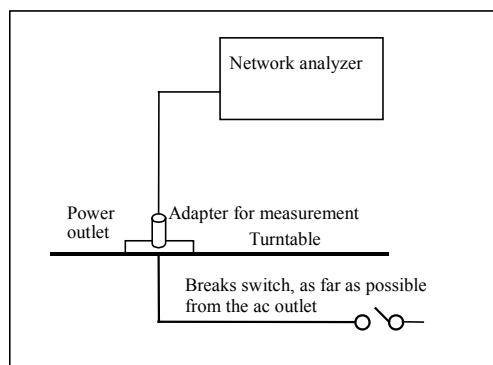 Network analyzer
Power
outlet
Adapter for measurement
Turntable
Breaks switch, as far as possible
from the ac outlet